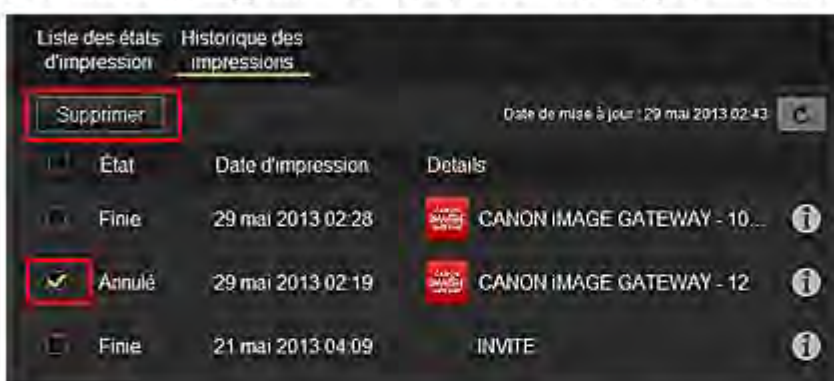 Liste des états
d'impression
Historique des
impressions
Supprimer
Date de mise à jour : 29 mai 2013 02:43
État Date d'impression Details
Finie 29 mai 2013 02:28 CANON iMAGE GATEWAY - 10...
Annulé 29 mai 2013 02:19 CANON iMAGE GATEWAY - 12
Finie 21 mai 2013 04:09 INVITE